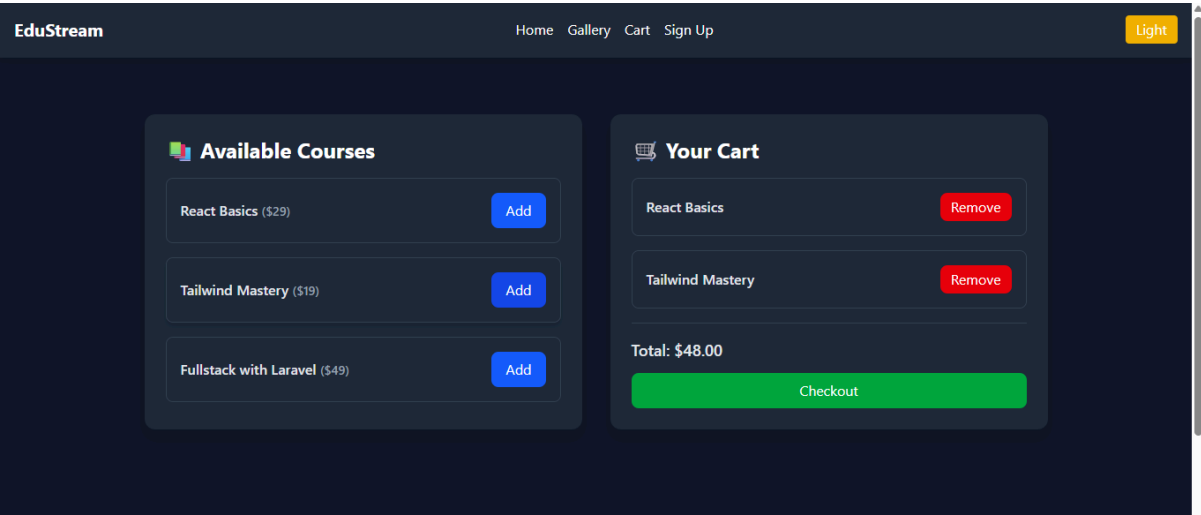 EduStream
Home Gallery Cart Sign Up
Light
Available Courses
React Basics ($29)
Add
Tailwind Mastery ($19)
Add
Fullstack with Laravel ($49)
Add
Your Cart
React Basics
Remove
Tailwind Mastery
Remove
Total: $48.00
Checkout